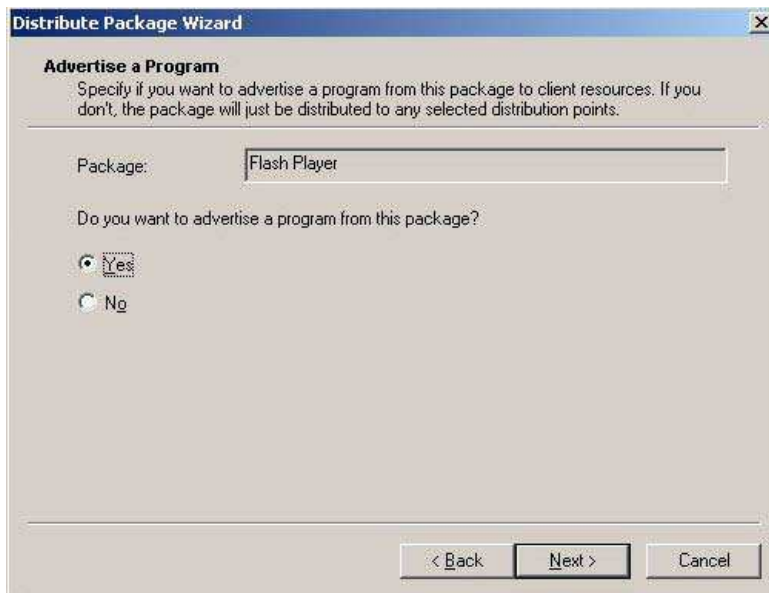 Distribute Package Wizard
Advertise a Program
Specify if you want to advertise a program from this package to client resources. If you
don't, the package will just be distributed to any selected distribution points.
Package: Flash Player
Do you want to advertise a program from this package?
Yes
No
< Back Next > Cancel